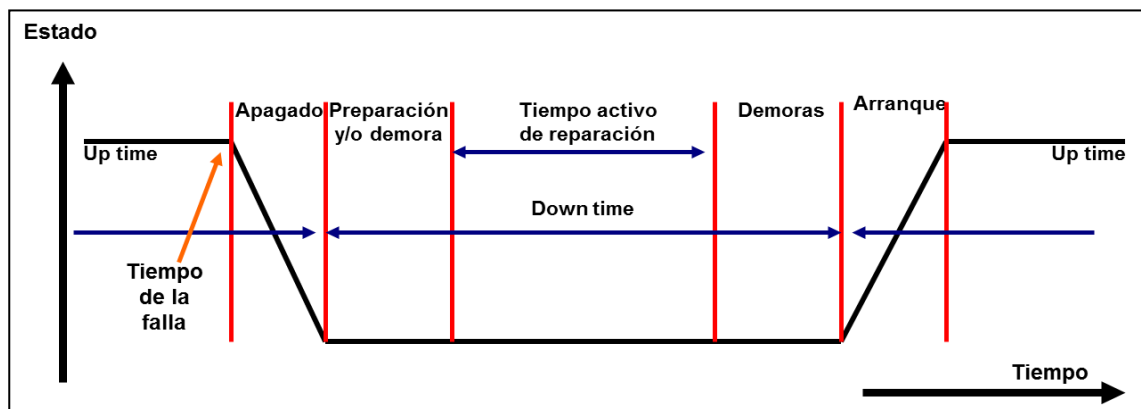 Estado
Apagado
Preparación
y/o demora
Tiempo activo
de reparación
Demoras
Arranque
Up time
Up time
Down time
Tiempo
de la
falla
Tiempo